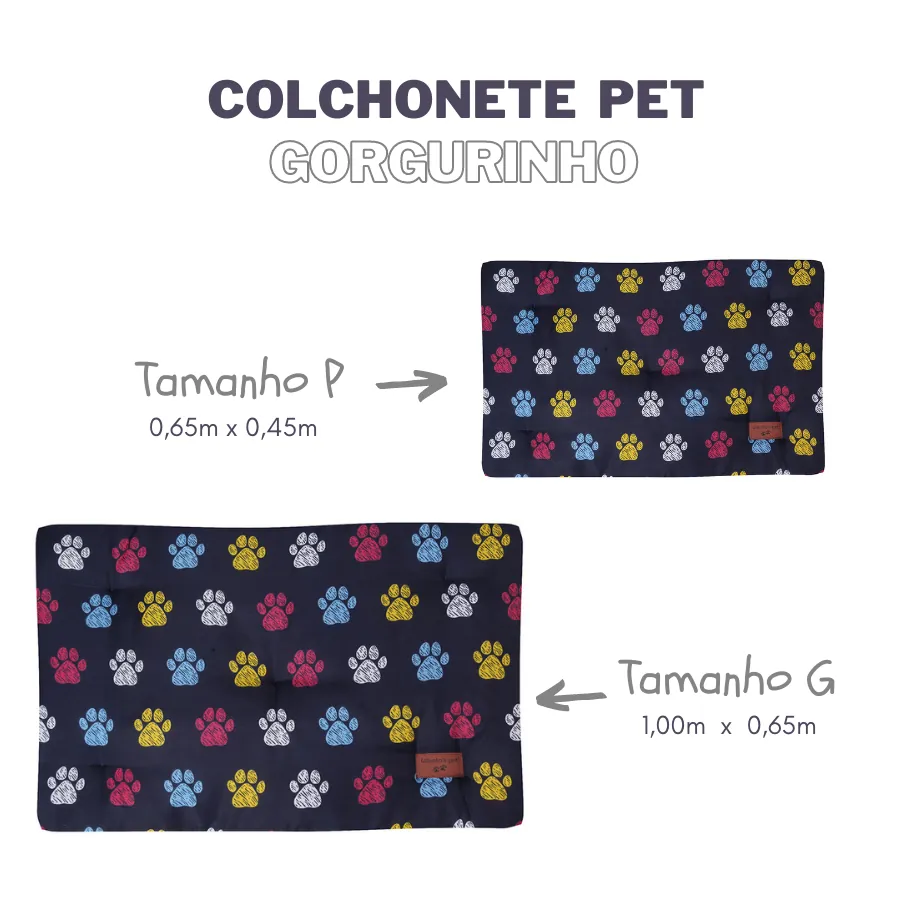 COLCHONETE PET
GORGURINHO
Tamanho P
0,65m x 0,45m
Tamanho G
1,00m x 0,65m